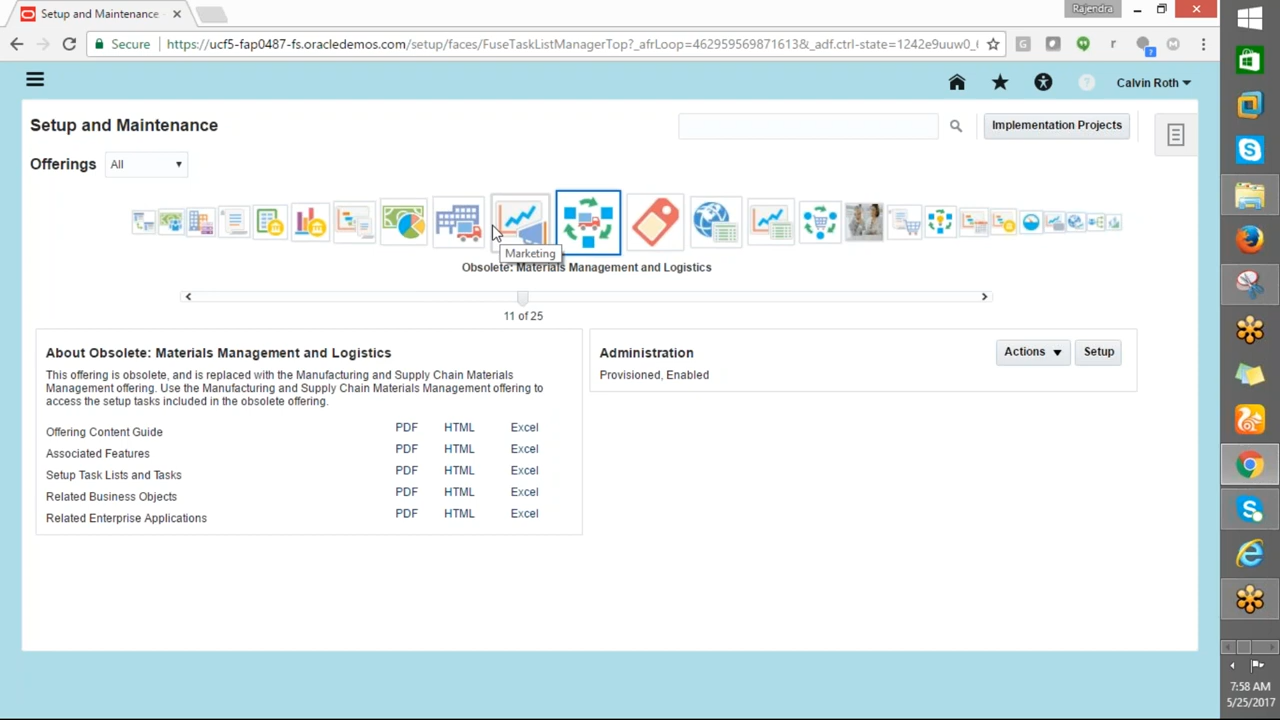 Setup and Maintenance
Rajendra
Secure https://ucf5-fap0487-fs.oracledemos.com/setup/faces/FuseTaskListManagerTop?_afrLoop=462959569871613&_adf.ctrl-state=1242e9uuw0_
Calvin Roth
Setup and Maintenance
Implementation Projects
Offerings All
Marketing
Obsolete: Materials Management and Logistics
11 of 25
About Obsolete: Materials Management and Logistics
This offering is obsolete, and is replaced with the Manufacturing and Supply Chain Materials
Management offering. Use the Manufacturing and Supply Chain Materials Management offering to
access the setup tasks included in the obsolete offering.
Offering Content Guide PDF HTML Excel
Associated Features PDF HTML Excel
Setup Task Lists and Tasks PDF HTML Excel
Related Business Objects PDF HTML Excel
Related Enterprise Applications PDF HTML Excel
Administration
Actions Setup
Provisioned, Enabled
7:58 AM
5/25/2017